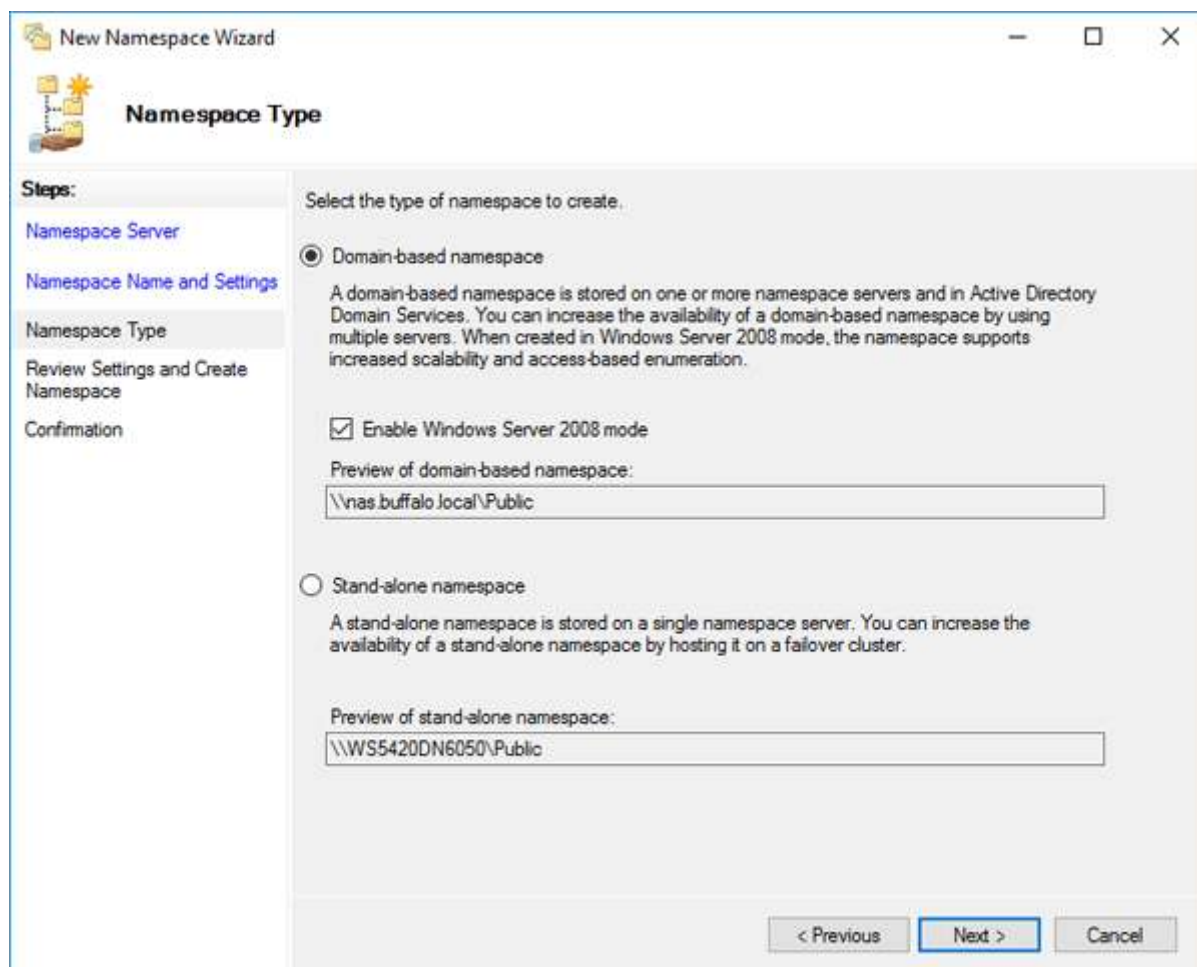 New Namespace Wizard
Namespace Type
Steps:
Namespace Server
Namespace Name and Settings
Namespace Type
Review Settings and Create
Namespace
Confirmation
Select the type of namespace to create.
Domain-based namespace
A domain-based namespace is stored on one or more namespace servers and in Active Directory
Domain Services. You can increase the availability of a domain-based namespace by using
multiple servers. When created in Windows Server 2008 mode, the namespace supports
increased scalability and access-based enumeration.
Enable Windows Server 2008 mode
Preview of domain-based namespace:
\\nas.buffalo.local\Public
Stand-alone namespace
A stand-alone namespace is stored on a single namespace server. You can increase the
availability of a stand-alone namespace by hosting it on a failover cluster.
Preview of stand-alone namespace:
\\WS5420DN6050\Public
< Previous
Next >
Cancel